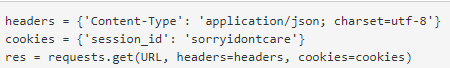 headers = {'Content-Type': 'application/json; charset=utf-8'}
cookies = {'session_id': 'sorryidontcare'}
res = requests.get(URL, headers=headers, cookies=cookies)